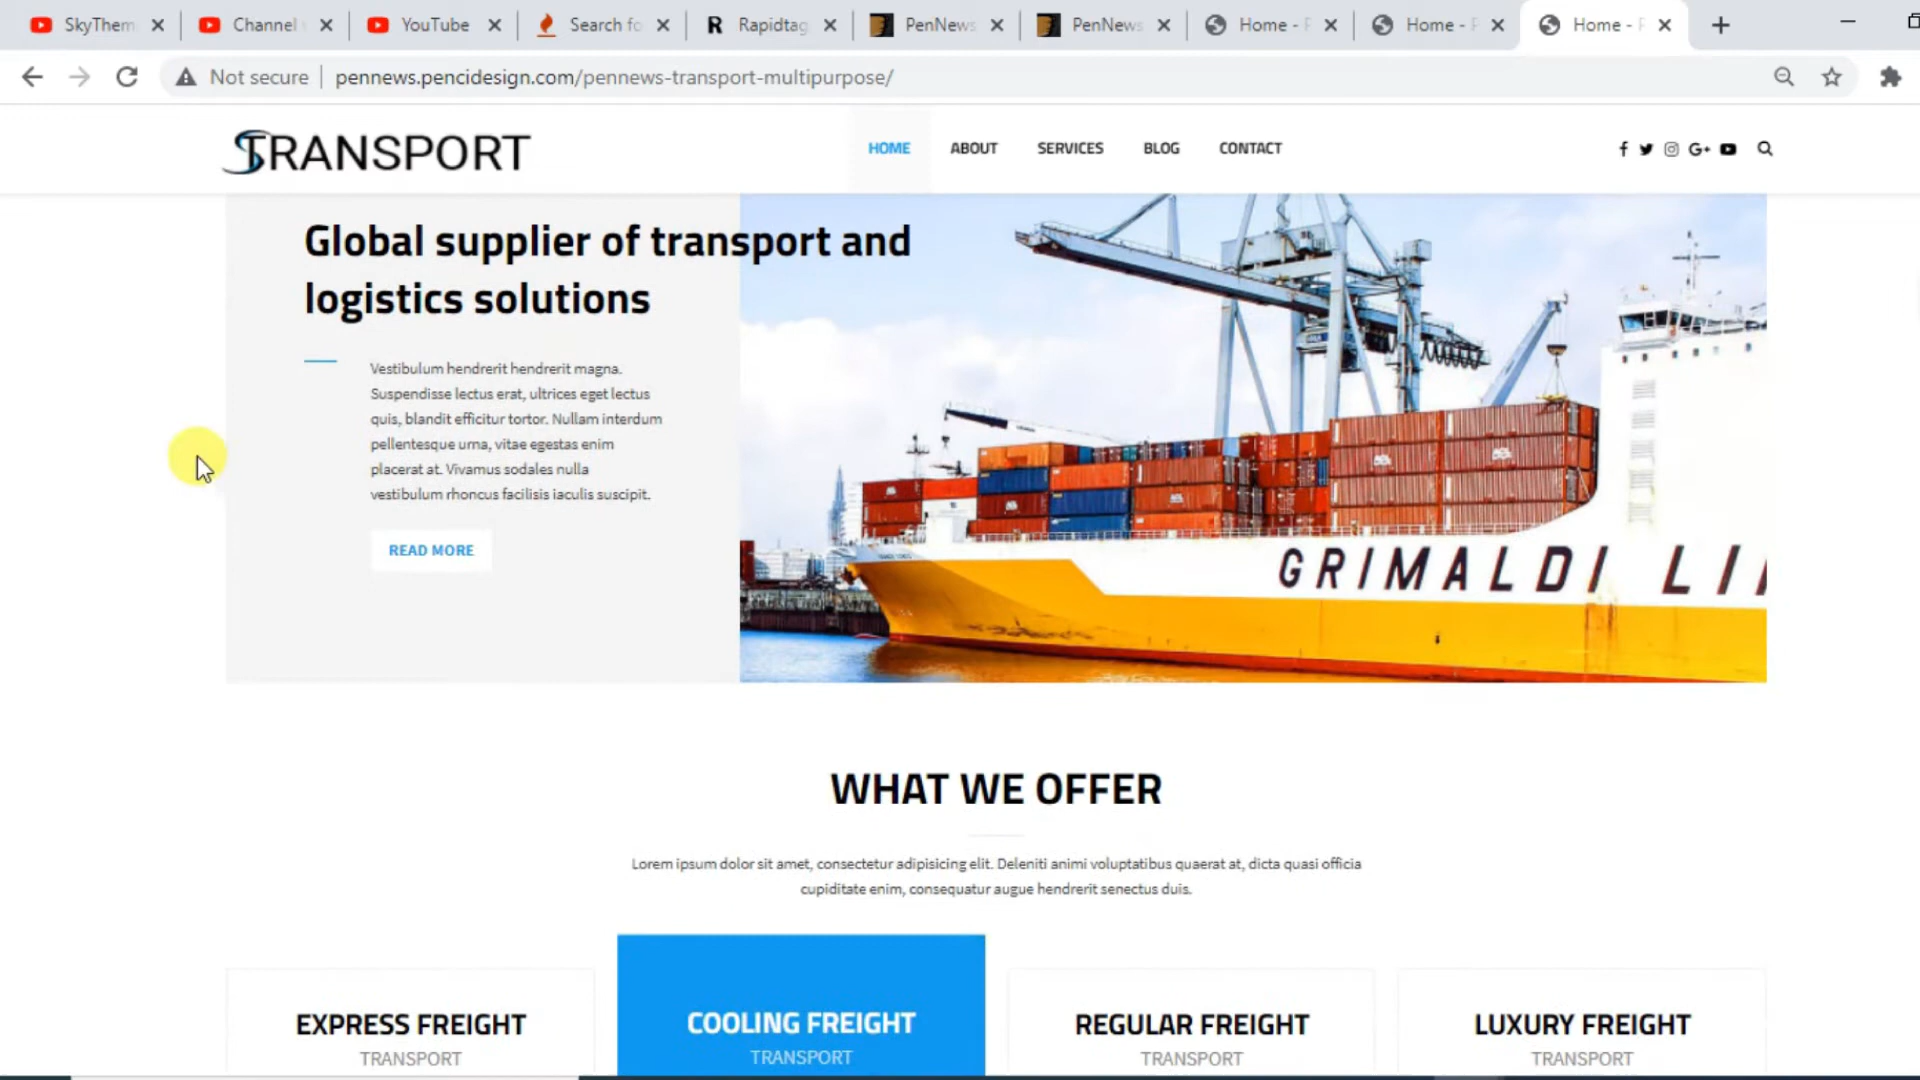 SkyThem
Channel
YouTube
Search fo
Rapidtag
PenNews
PenNews
Home - P
Home - P
Home - P
Not secure
pennews.pencidesign.com/pennews-transport-multipurpose/
TRANSPORT
HOME
ABOUT
SERVICES
BLOG
CONTACT
G+
Global supplier of transport and
logistics solutions
Vestibulum hendrerit hendrerit magna.
Suspendisse lectus erat, ultrices eget lectus
quis, blandit efficitur tortor. Nullam interdum
pellentesque urna, vitae egestas enim
placerat at. Vivamus sodales nulla
vestibulum rhoncus facilisis iaculis suscipit.
READ MORE
GRIMALDI LI
WHAT WE OFFER
Lorem ipsum dolor sit amet, consectetur adipisicing elit. Deleniti animi voluptatibus quaerat at, dicta quasi officia
cupiditate enim, consequatur augue hendrerit senectus duis.
EXPRESS FREIGHT
TRANSPORT
COOLING FREIGHT
TRANSPORT
REGULAR FREIGHT
TRANSPORT
LUXURY FREIGHT
TRANSPORT